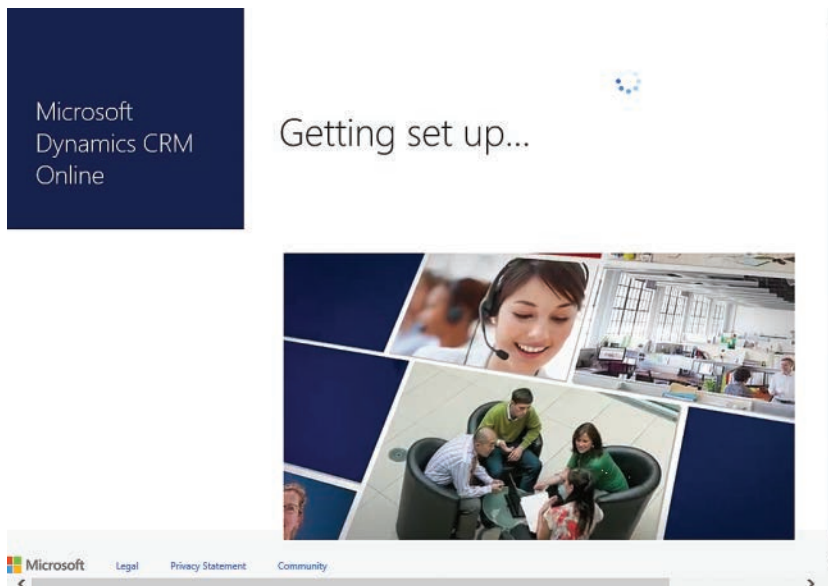 Microsoft
Dynamics CRM
Online
Getting set up...
Microsoft
Legal
Privacy Statement
Community